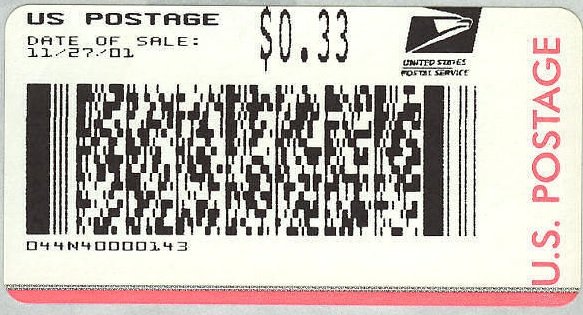 US POSTAGE
DATE OF SALE:
11/27/01
$0.33
UNITED STATES
POSTAL SERVICE
044N40000143
U.S. POSTAGE